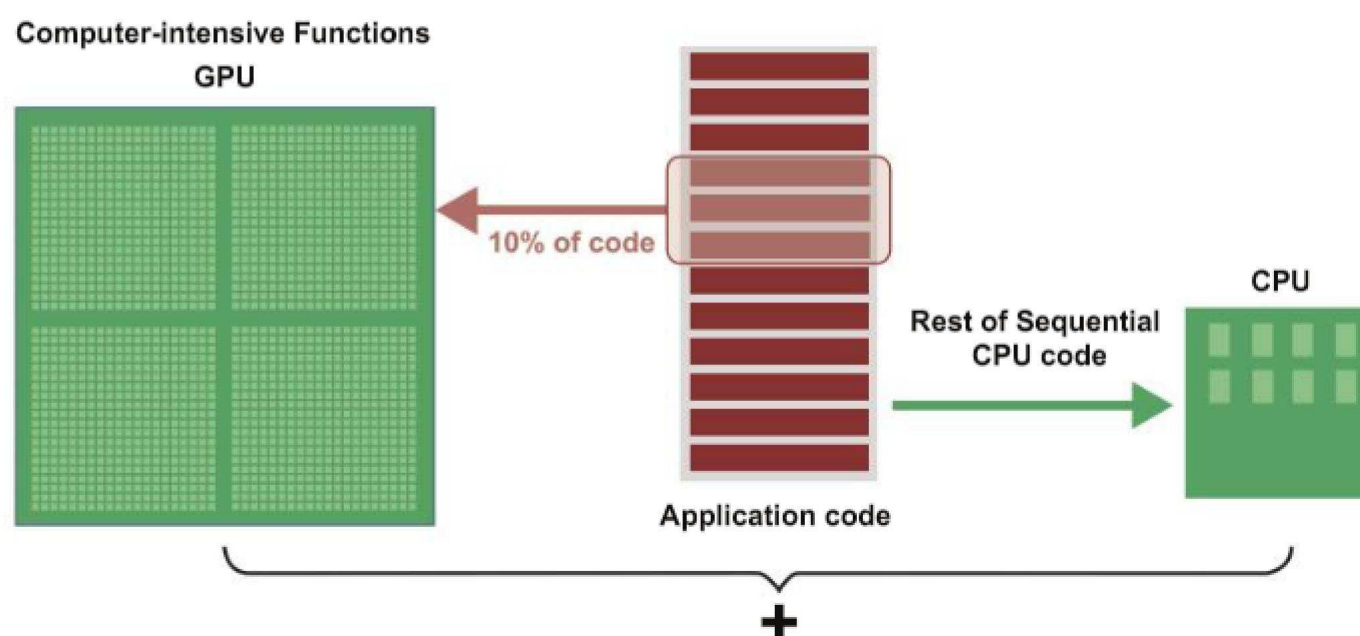 Computer-intensive Functions
GPU
10% of code
CPU
Rest of Sequential
CPU code
Application code
+